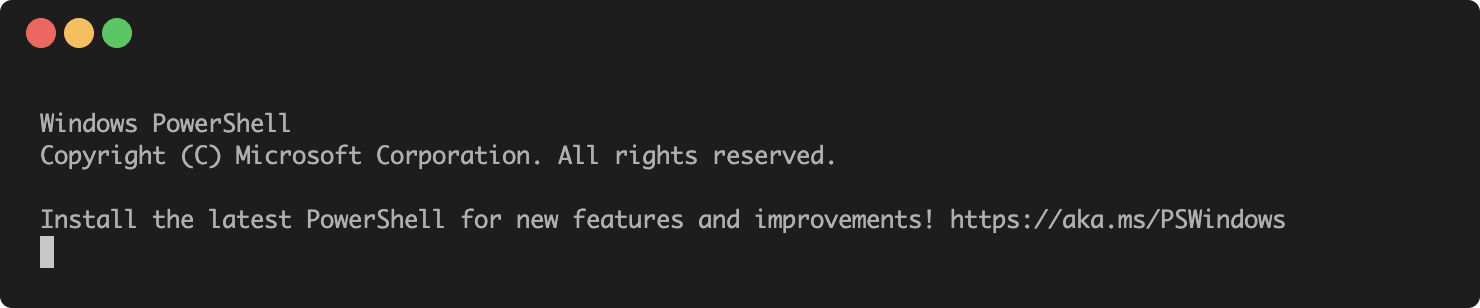 Windows PowerShell
Copyright (C) Microsoft Corporation. All rights reserved.
Install the latest PowerShell for new features and improvements! https://aka.ms/PSWindows